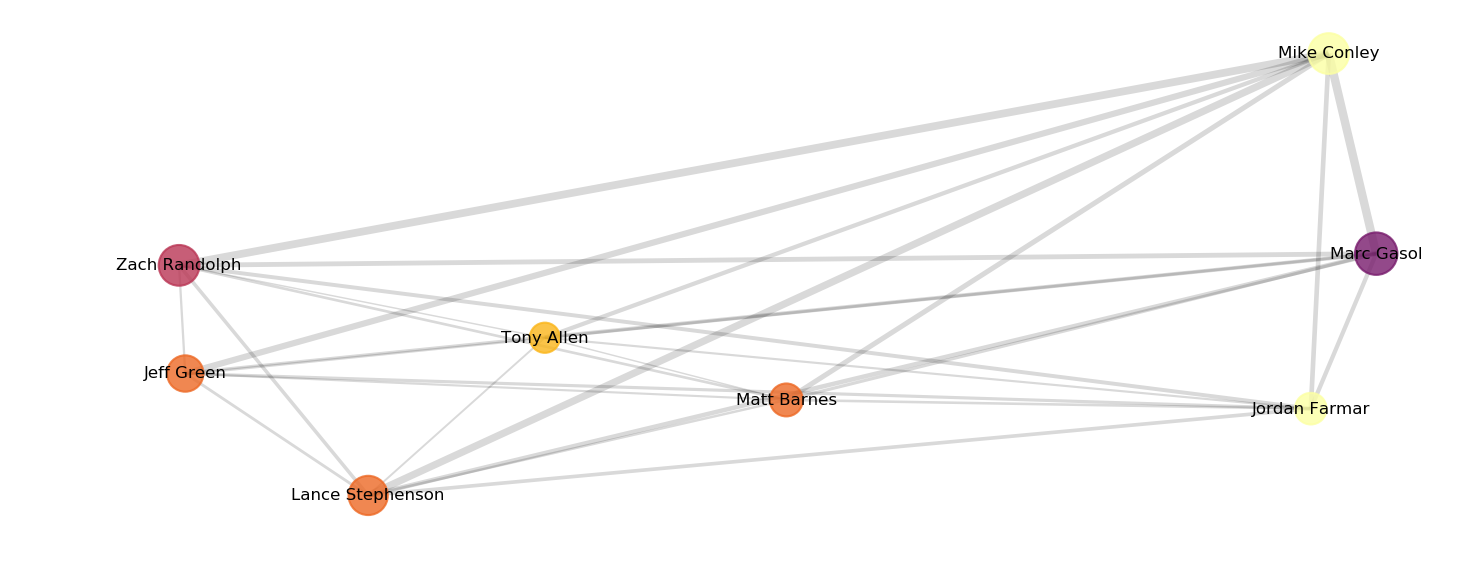 Mike Conley
Marc Gasol
Zach Randolph
Tony Allen
Jeff Green
Matt Barnes
Jordan Farmar
Lance Stephenson